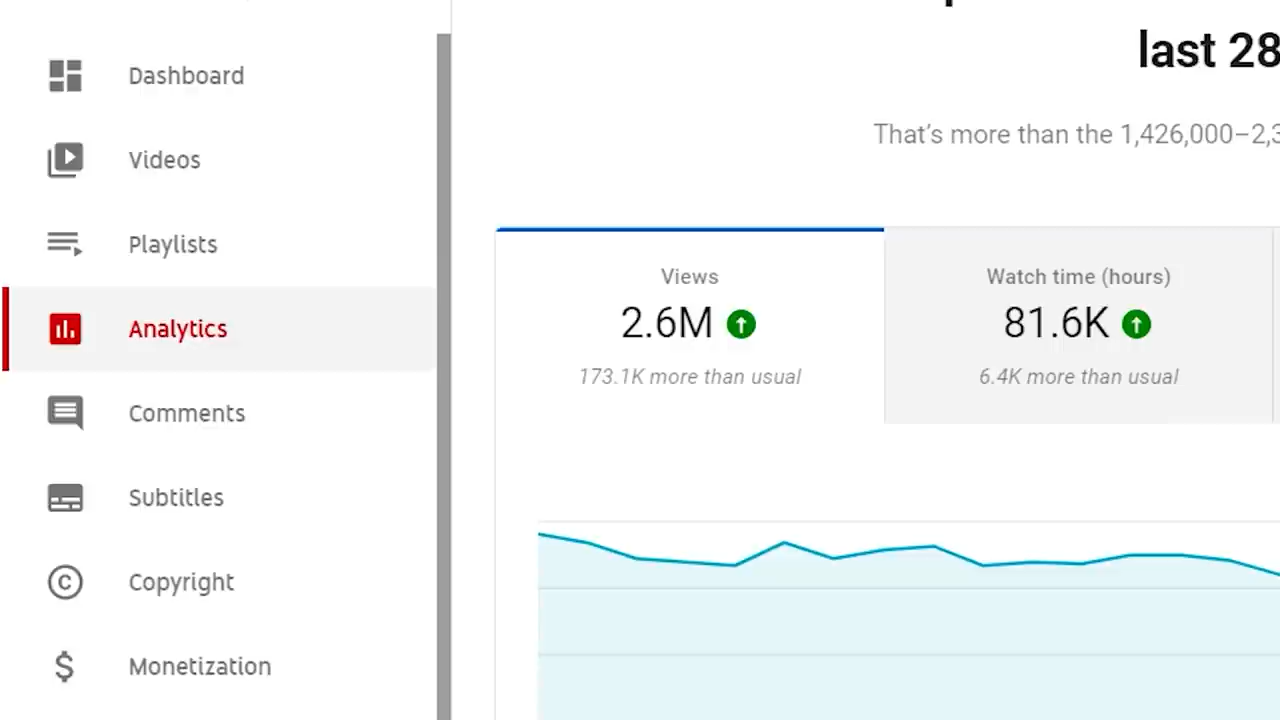 Dashboard
Videos
Playlists
Analytics
Comments
Subtitles
Copyright
Monetization
last 28
That's more than the 1,426,000–2,3
Views
2.6M
173.1K more than usual
Watch time (hours)
81.6K
6.4K more than usual